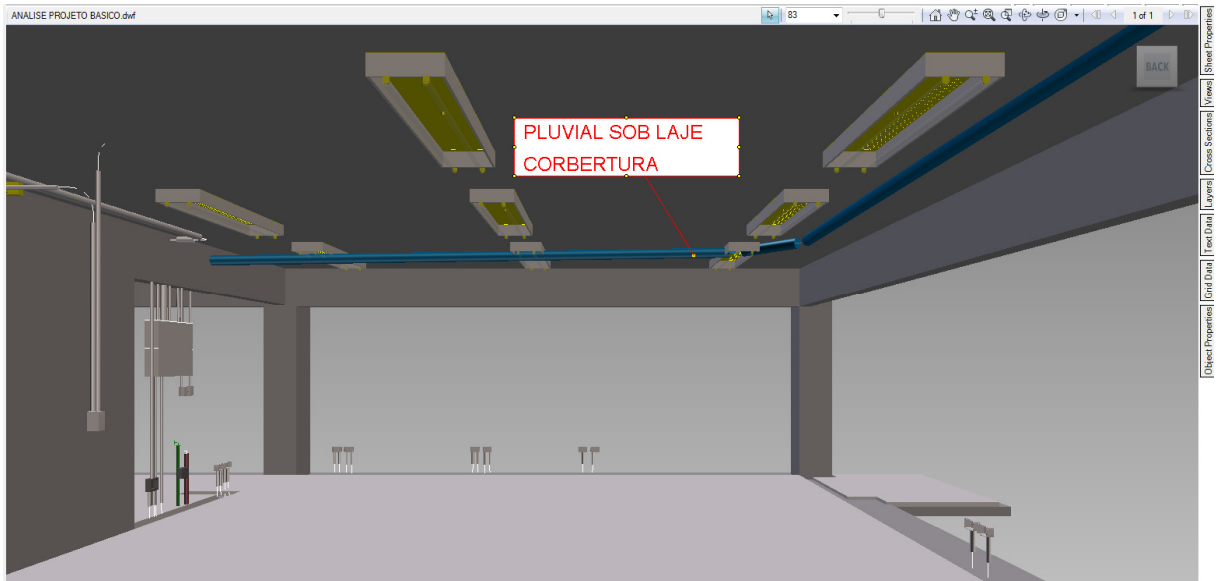 ANALISE PROJETO BASICO.dwf
83
1 of 1
BACK
PLUVIAL SOB LAJE
CORBERTURA
Sheet Properties
Views
Cross Sections
Layers
Text Data
Grid Data
Object Properties